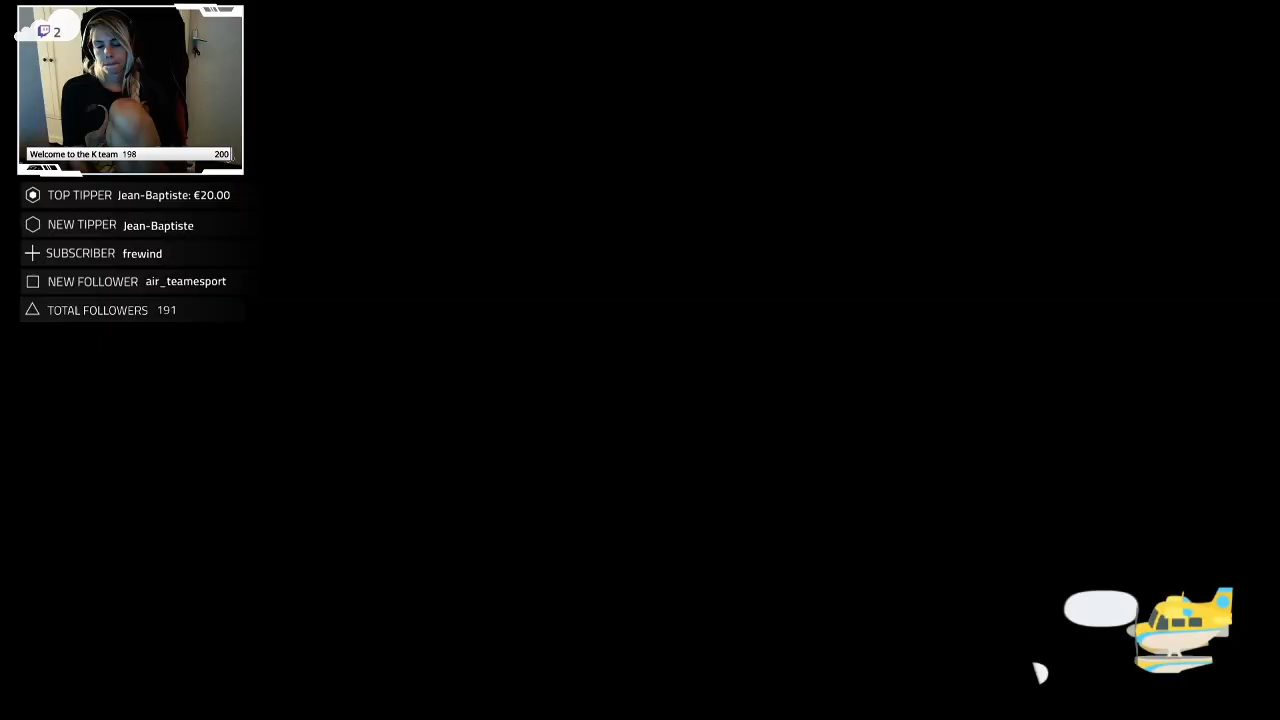 2
Welcome to the K team 198 200
TOP TIPPER Jean-Baptiste: €20.00
NEW TIPPER Jean-Baptiste
SUBSCRIBER frewind
NEW FOLLOWER air_teamesport
TOTAL FOLLOWERS 191